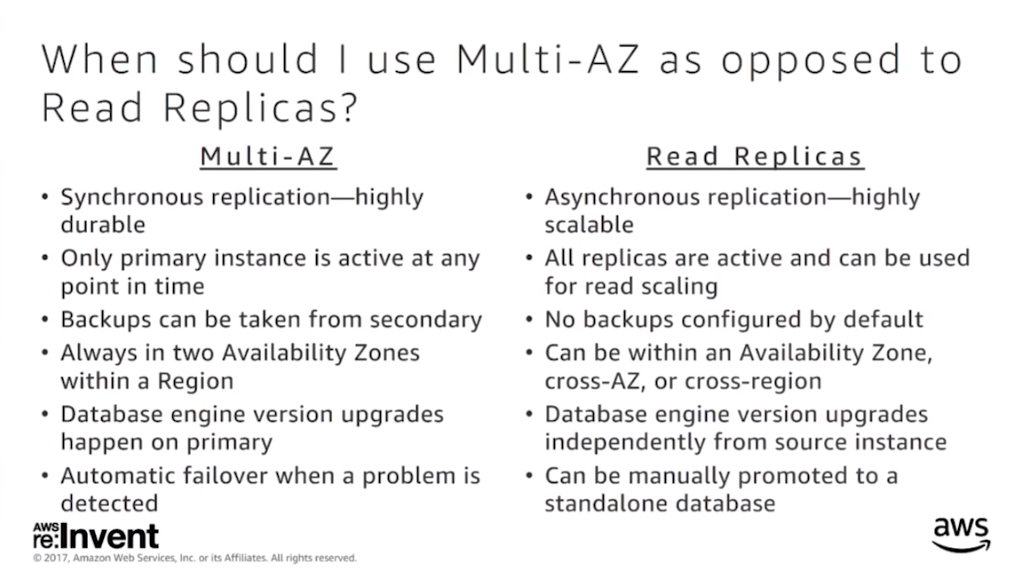 When should I use Multi-AZ as opposed to
Read Replicas?
Multi-AZ
• Synchronous replication—highly
durable
• Only primary instance is active at any
point in time
• Backups can be taken from secondary
• Always in two Availability Zones
within a Region
• Database engine version upgrades
happen on primary
• Automatic failover when a problem is
detected
Read Replicas
• Asynchronous replication—highly
scalable
• All replicas are active and can be used
for read scaling
• No backups configured by default
• Can be within an Availability Zone,
cross-AZ, or cross-region
• Database engine version upgrades
independently from source instance
• Can be manually promoted to a
standalone database
AWS
re:Invent
© 2017, Amazon Web Services, Inc. or its Affiliates. All rights reserved.
aws